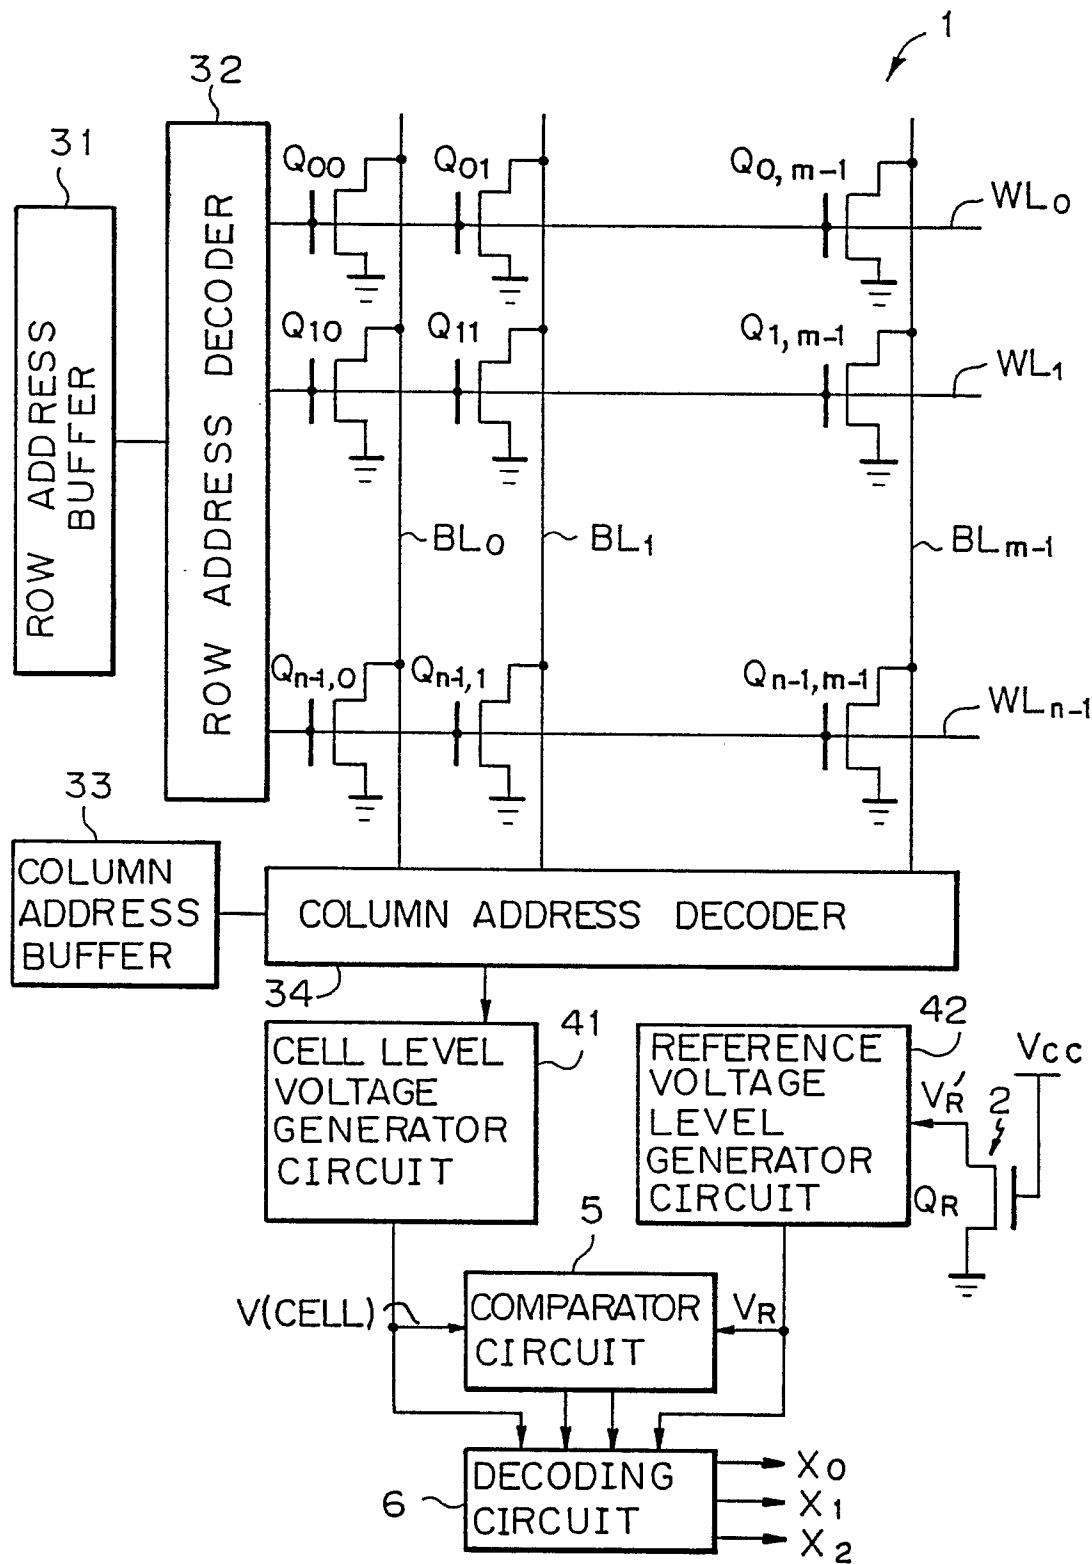 1
32
31
Q00
Q01
Q0,m-1
WL0
ROW ADDRESS
BUFFER
ROW ADDRESS DECODER
Q10
Q11
Q1,m-1
WL1
BL0
BL1
BLm-1
Qn-1,0
Qn-1,1
Qn-1,m-1
WLn-1
33
COLUMN
ADDRESS
BUFFER
COLUMN ADDRESS DECODER
34
41
CELL LEVEL
VOLTAGE
GENERATOR
CIRCUIT
42
REFERENCE
VOLTAGE
LEVEL
GENERATOR
CIRCUIT
VCC
VR'
2
QR
5
V(CELL)
COMPARATOR
CIRCUIT
VR
6
DECODING
CIRCUIT
X0
X1
X2